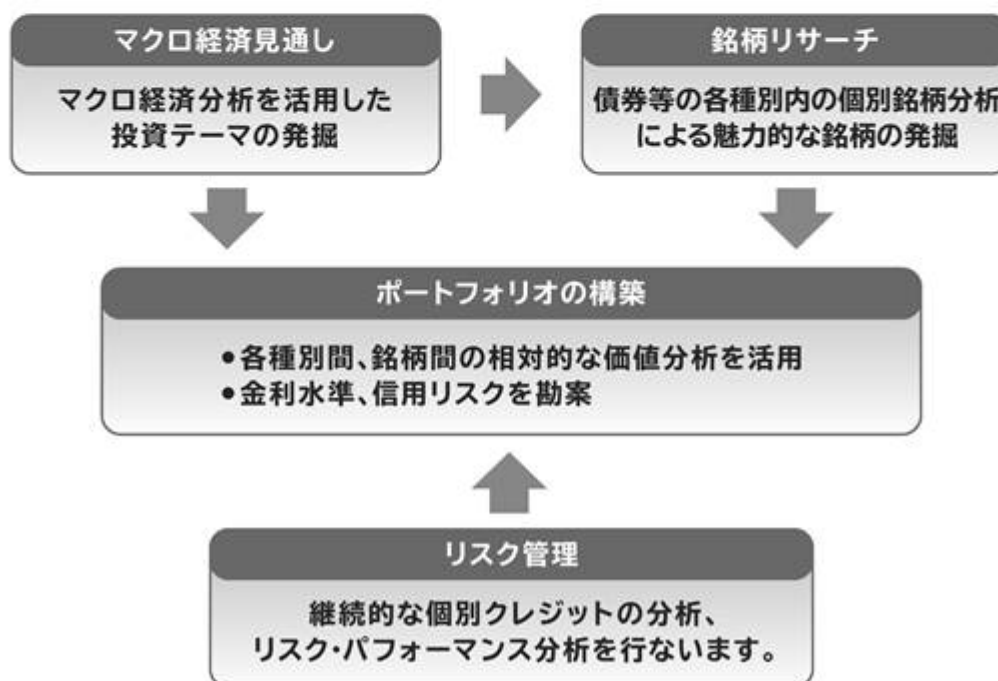 マクロ経済見通し
マクロ経済分析を活用した
投資テーマの発掘
銘柄リサーチ
債券等の各種別内の個別銘柄分析
による魅力的な銘柄の発掘
ポートフォリオの構築
●各種別間、銘柄間の相対的な価値分析を活用
●金利水準、信用リスクを勘案
リスク管理
継続的な個別クレジットの分析、
リスク・パフォーマンス分析を行ないます。